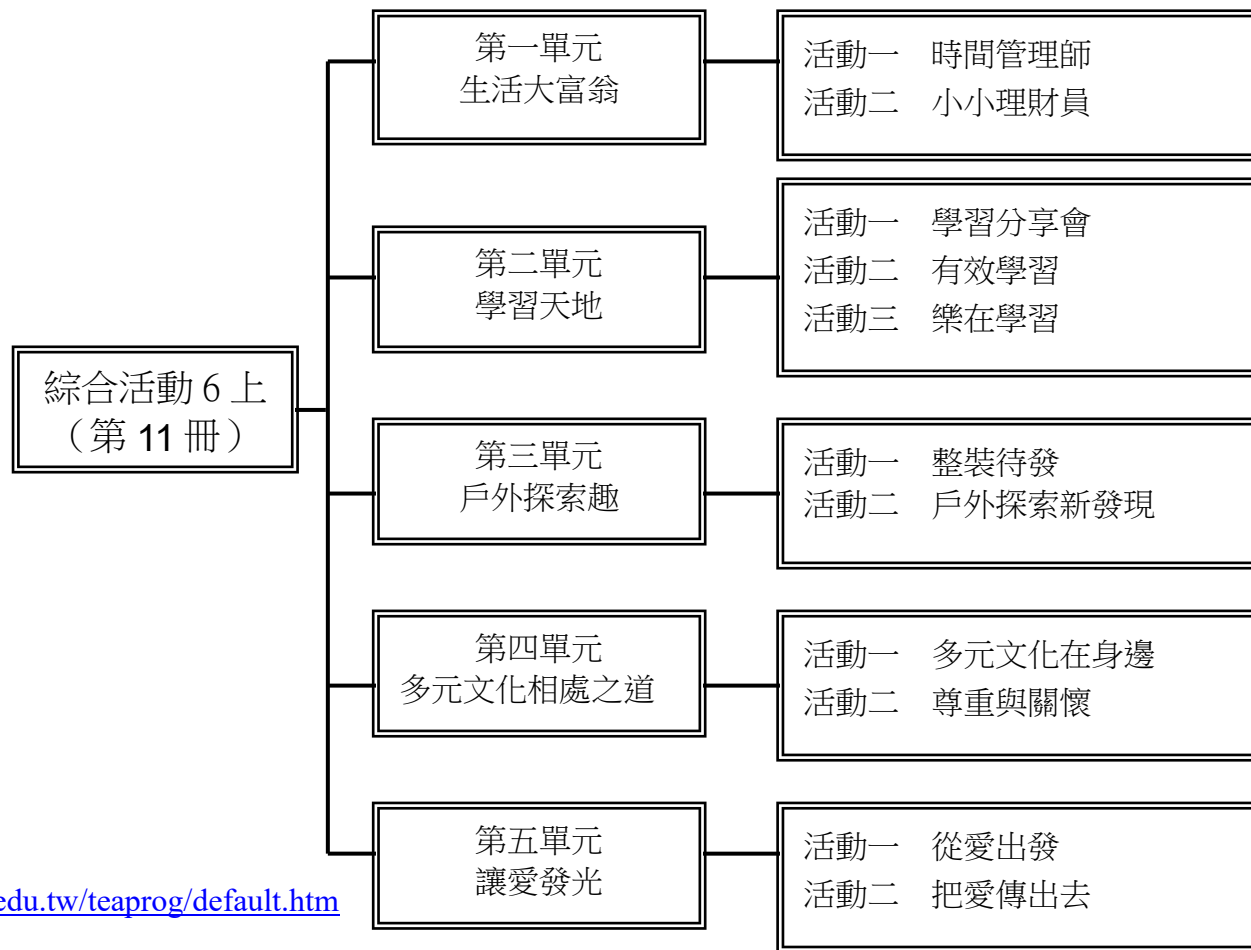 綜合活動 6 上
（第 11 冊）
第一單元
生活大富翁
活動一　時間管理師
活動二　小小理財員
第二單元
學習天地
活動一　學習分享會
活動二　有效學習
活動三　樂在學習
第三單元
戶外探索趣
活動一　整裝待發
活動二　戶外探索新發現
第四單元
多元文化相處之道
活動一　多元文化在身邊
活動二　尊重與關懷
第五單元
讓愛發光
活動一　從愛出發
活動二　把愛傳出去
edu.tw/teaprog/default.htm